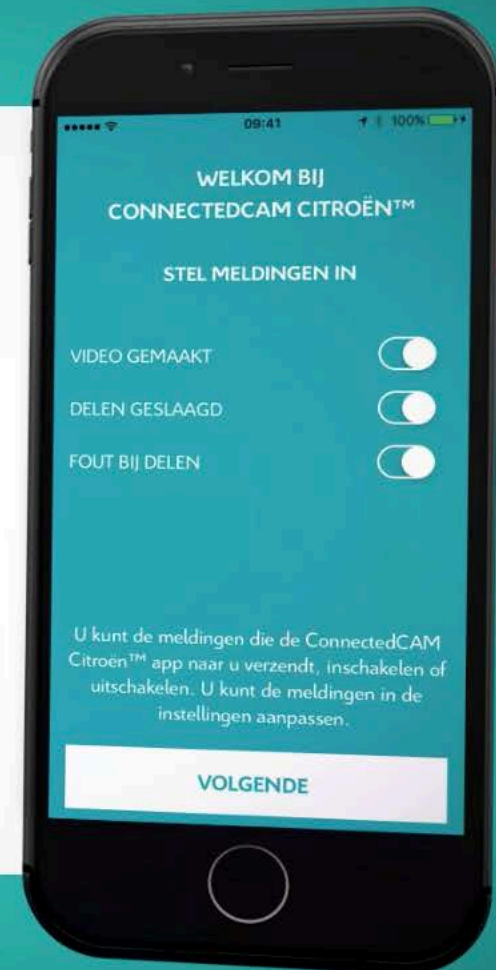 09:41
100%
WELKOM BIJ
CONNECTEDCAM CITROËN™
STEL MELDINGEN IN
VIDEO GEMAAKT
DELEN GESLAAGD
FOUT BIJ DELEN
U kunt de meldingen die de ConnectedCAM
Citroën™ app naar u verzendt, inschakelen of
uitschakelen. U kunt de meldingen in de
instellingen aanpassen.
VOLGENDE